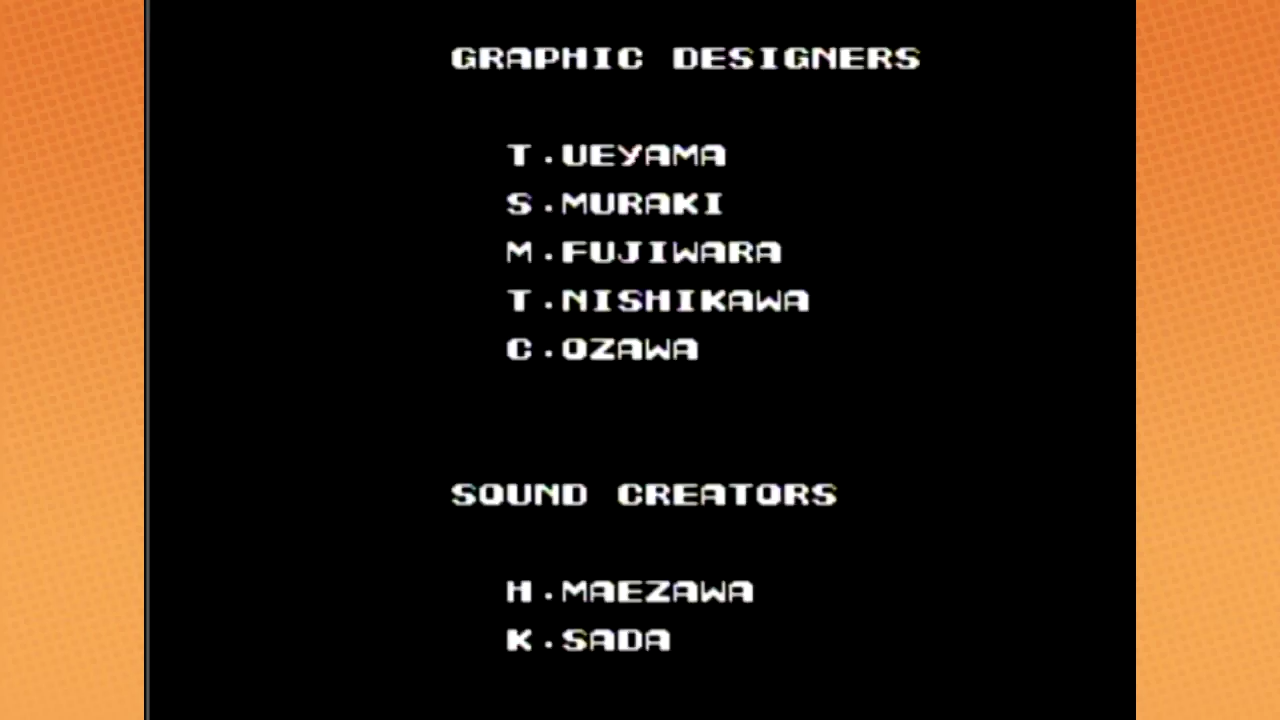 GRAPHIC DESIGNERS
T.UEYAMA
S.MURAKI
M.FUJIWARA
T.NISHIKAWA
C.OZAWA
SOUND CREATORS
H.MAEZAWA
K.SADA